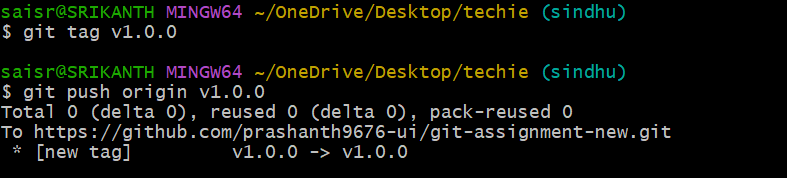 saisr@SRIKANTH MINGW64 ~/OneDrive/Desktop/techie (sindhu)
$ git tag v1.0.0
saisr@SRIKANTH MINGW64 ~/OneDrive/Desktop/techie (sindhu)
$ git push origin v1.0.0
Total 0 (delta 0), reused 0 (delta 0), pack-reused 0
To https://github.com/prashanth9676-ui/git-assignment-new.git
 * [new tag]         v1.0.0 -> v1.0.0